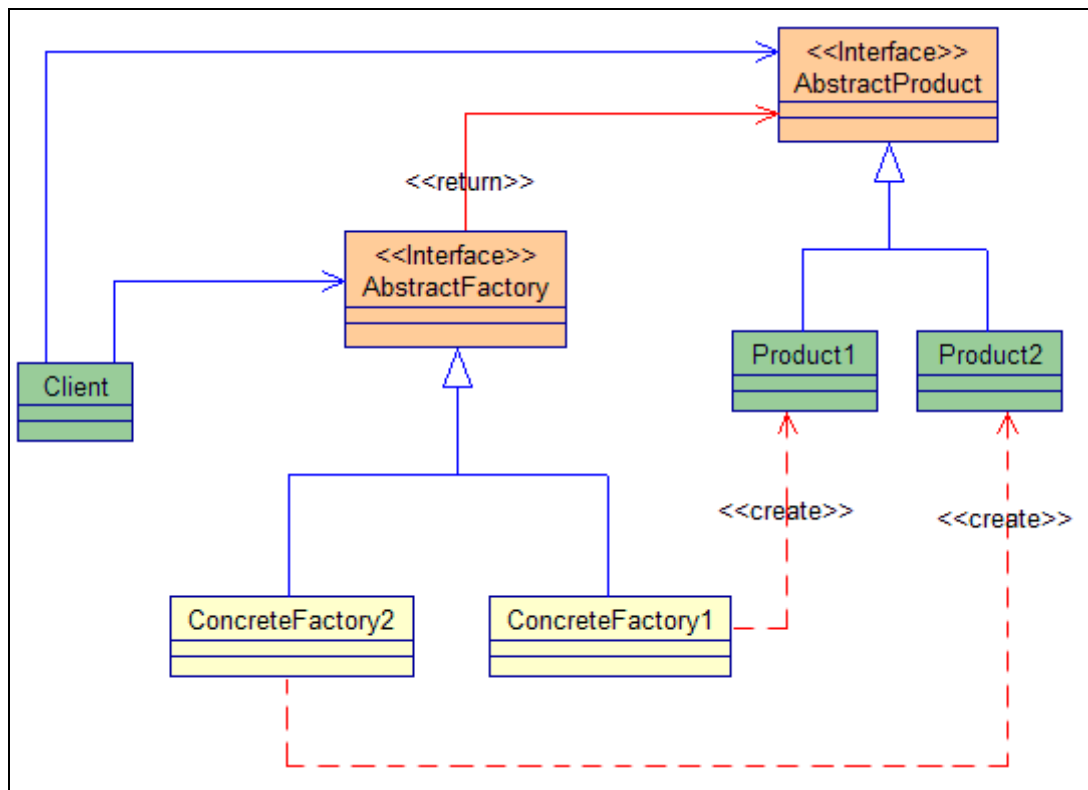 <<Interface>>
AbstractProduct
<<return>>
<<Interface>>
AbstractFactory
Client
Product1
Product2
<<create>>
<<create>>
ConcreteFactory2
ConcreteFactory1